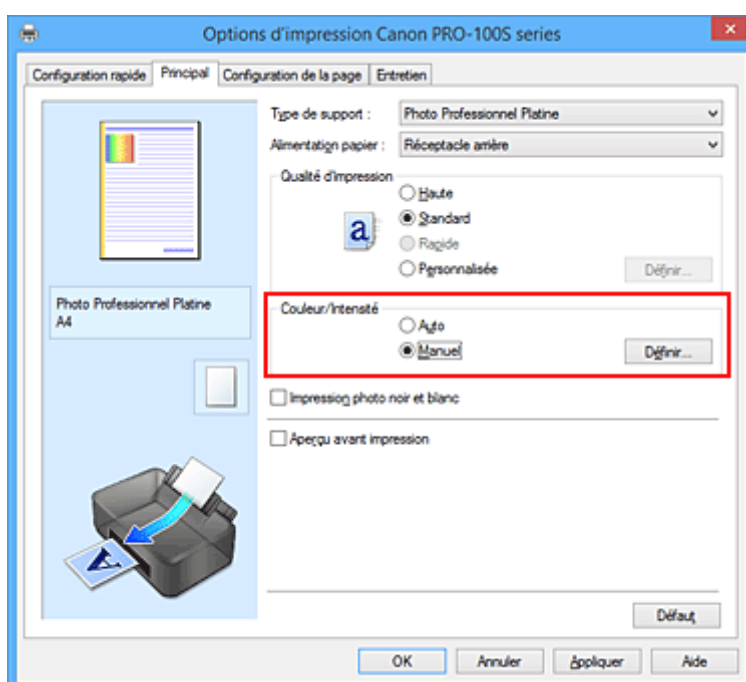 Options d'impression Canon PRO-100S series
Configuration rapide Principal Configuration de la page Entretien
Type de support : Photo Professionnel Platine
Alimentation papier : Réceptacle arrière
Qualité d'impression
Haute
Standard
Rapide
Personnalisée Définir...
Photo Professionnel Platine
A4
Couleur/Intensité
Auto
Manuel Définir...
Impression photo noir et blanc
Aperçu avant impression
Défaut
OK Annuler Appliquer Aide